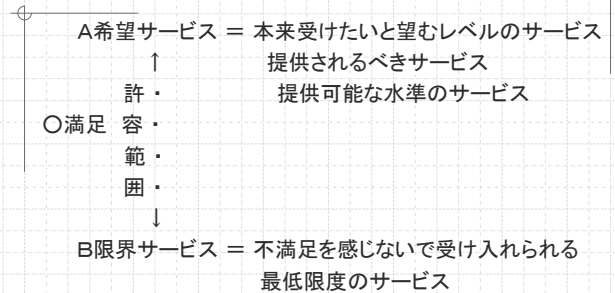 A希望サービス ＝ 本来受けたいと望むレベルのサービス
↑ 提供されるべきサービス
許・ 提供可能な水準のサービス
○満足 容・
範・
囲・
↓
B限界サービス ＝ 不満足を感じないで受け入れられる
最低限度のサービス